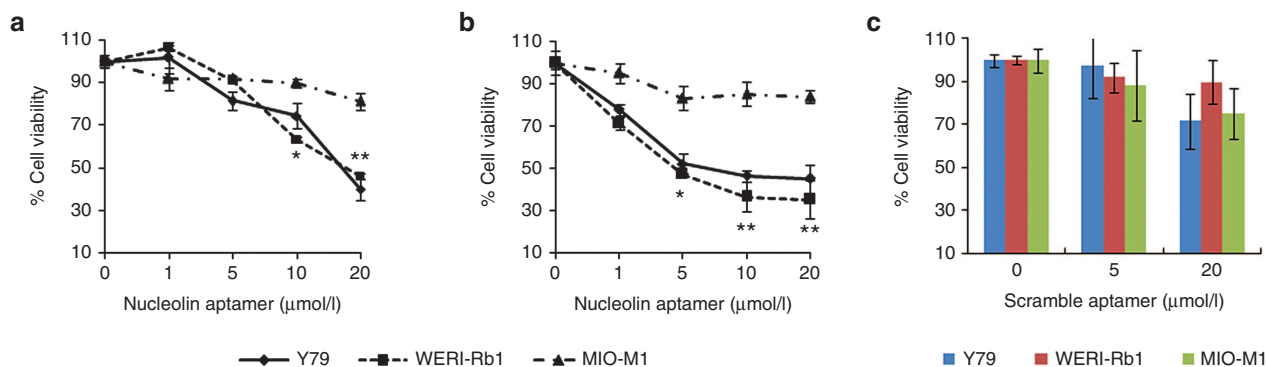 a
110
90
70
50
30
10
% Cell viability
*
**
0 1 5 10 20
Nucleolin aptamer (μmol/l)
b
110
90
70
50
30
10
% Cell viability
*
**
**
0 1 5 10 20
Nucleolin aptamer (μmol/l)
Y79 WERI-Rb1 MIO-M1
c
110
90
70
50
30
10
% Cell viability
0 5 20
Scramble aptamer (μmol/l)
Y79 WERI-Rb1 MIO-M1